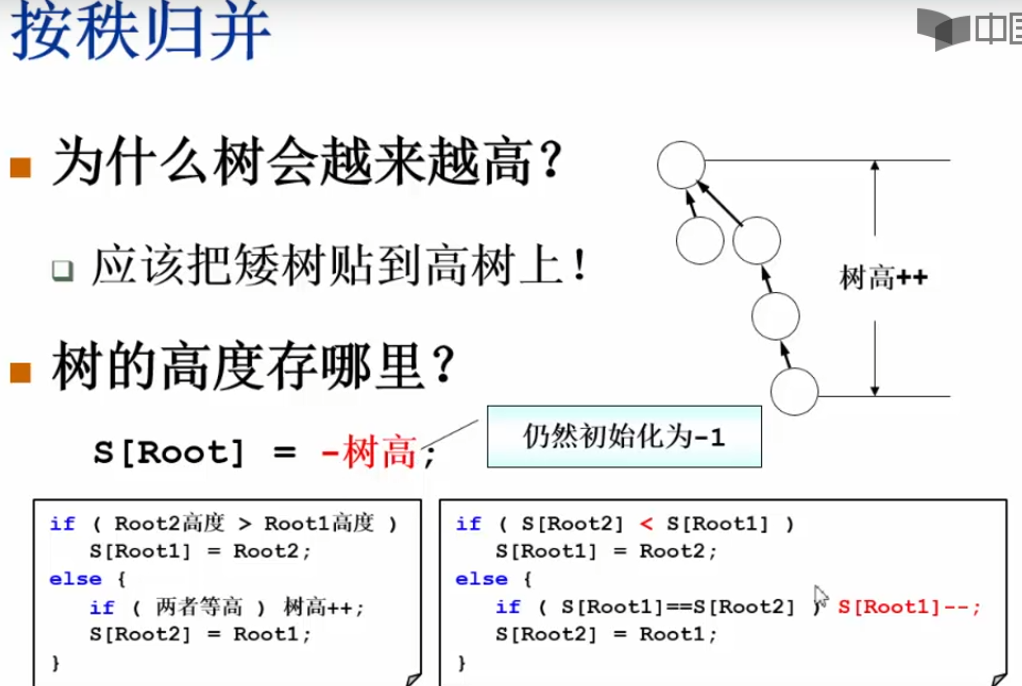 按秩归并
中国
为什么树会越来越高?
应该把矮树贴到高树上!
树高++
树的高度存哪里?
S[Root] = -树高;
仍然初始化为-1
if ( Root2高度 > Root1高度 )
S[Root1] = Root2;
else {
if ( 两者等高 ) 树高++;
S[Root2] = Root1;
}
if ( S[Root2] < S[Root1] )
S[Root1] = Root2;
else {
if ( S[Root1]==S[Root2] ) S[Root1]--;
S[Root2] = Root1;
}